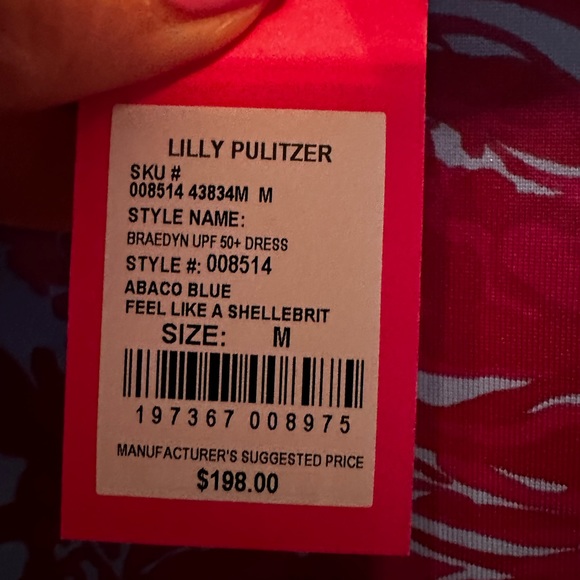 LILLY PULITZER
SKU #
008514 43834M M
STYLE NAME:
BRAEDYN UPF 50+ DRESS
STYLE #: 008514
ABACO BLUE
FEEL LIKE A SHELLEBRIT
SIZE: M
197367 008975
MANUFACTURER'S SUGGESTED PRICE
$198.00